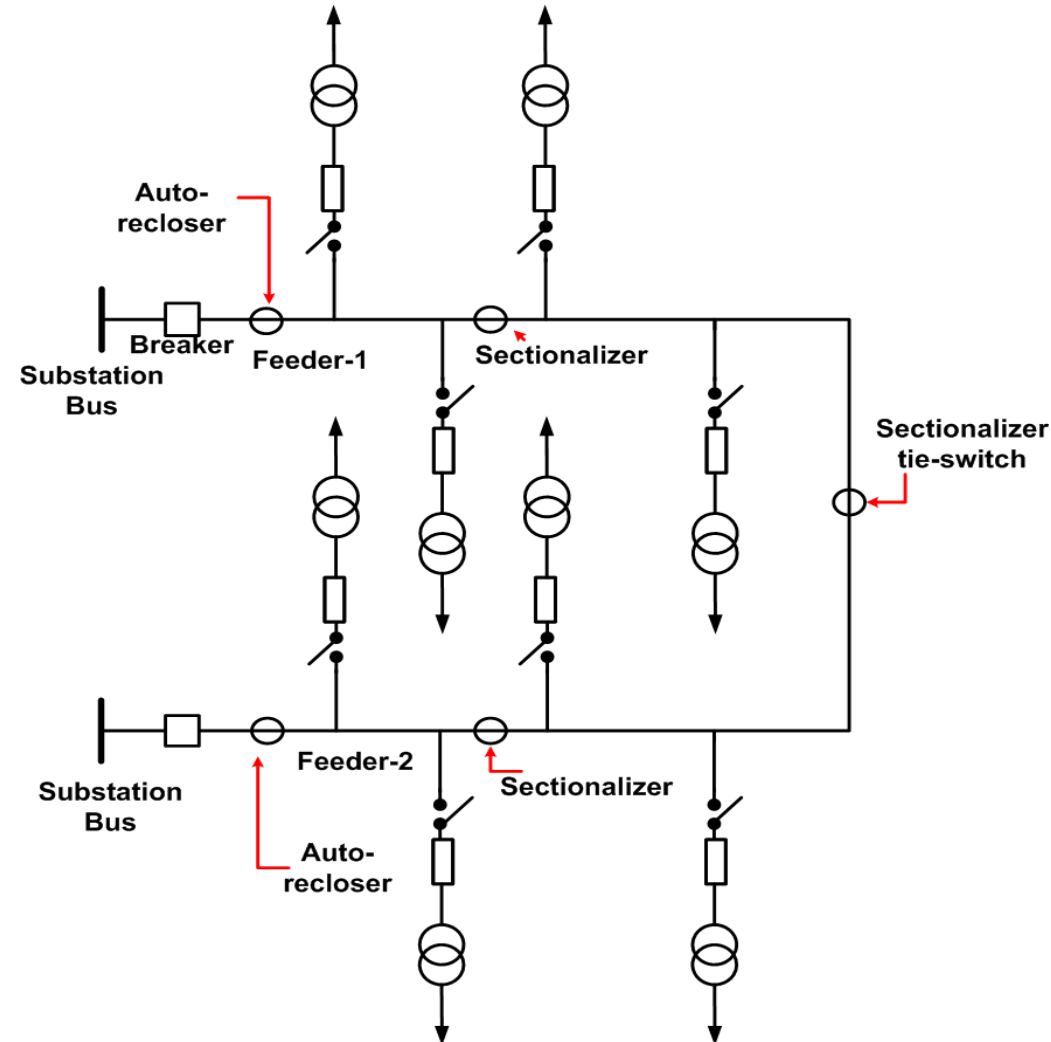 Auto-
recloser
Breaker
Feeder-1
Sectionalizer
Substation
Bus
Sectionalizer
tie-switch
Feeder-2
Sectionalizer
Substation
Bus
Auto-
recloser